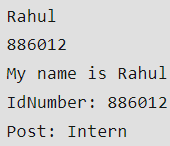 Rahul
886012
My name is Rahul
IdNumber: 886012
Post: Intern